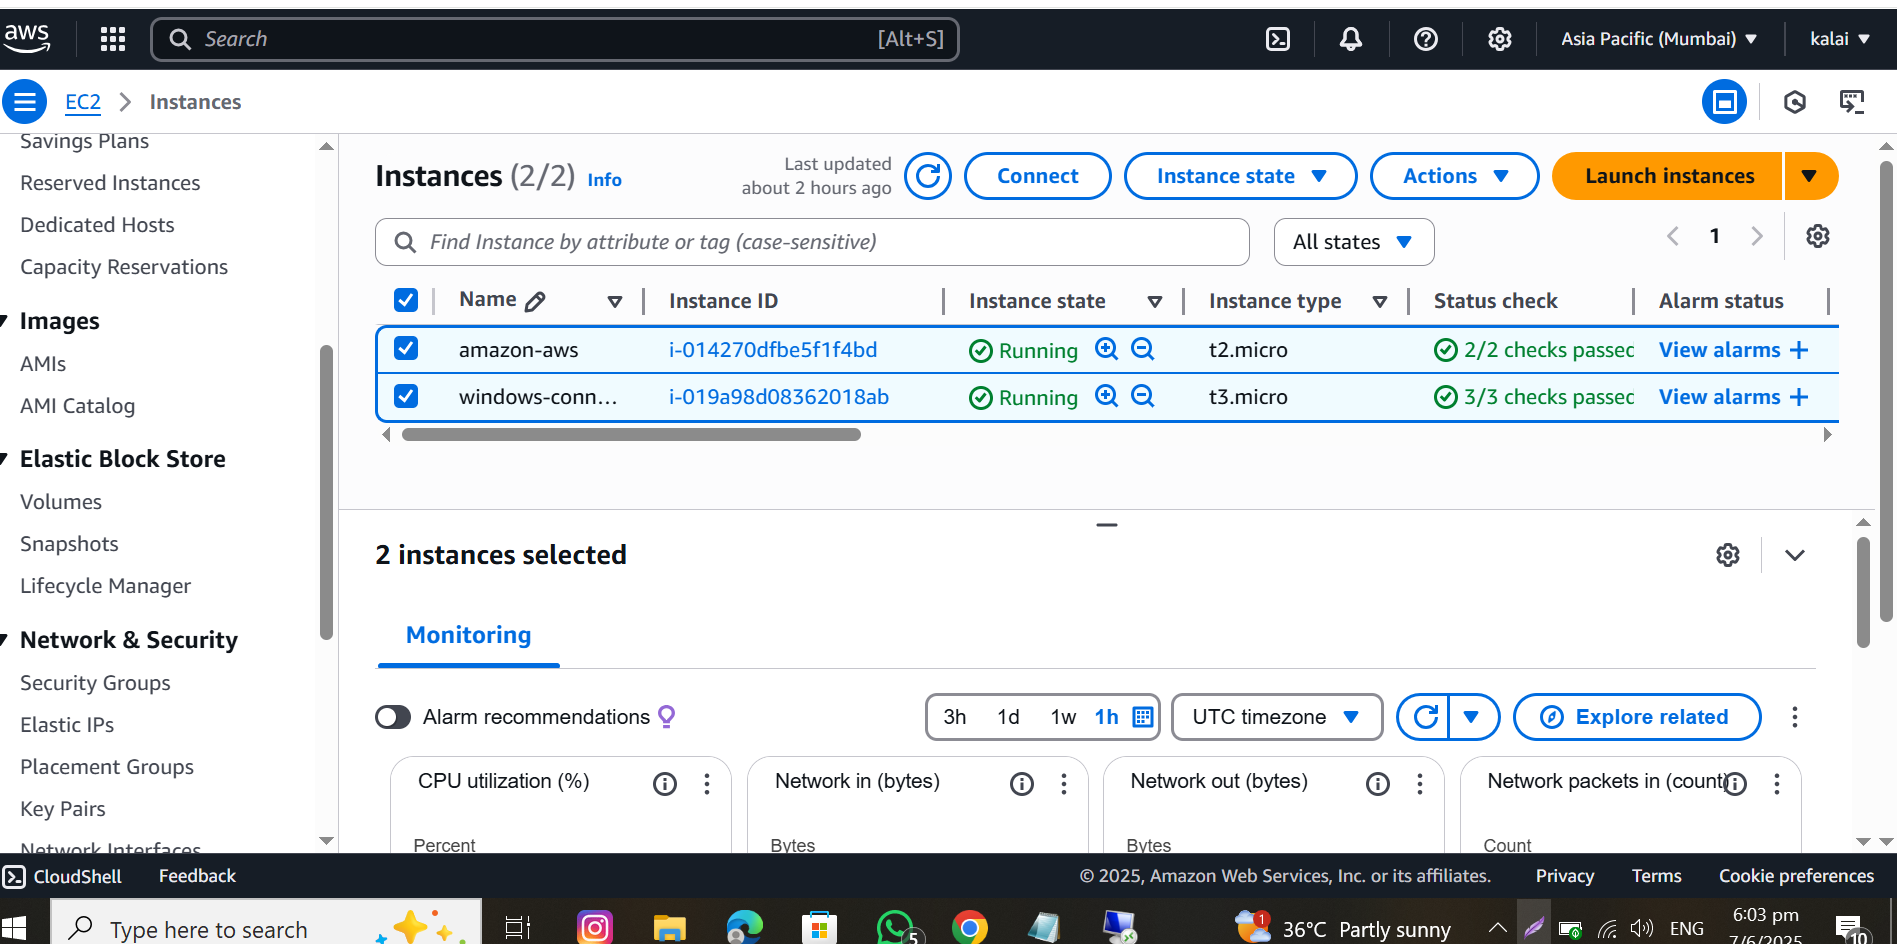 aws
Search [Alt+S]
Asia Pacific (Mumbai)
kalai
EC2 Instances
Savings Plans
Reserved Instances
Dedicated Hosts
Capacity Reservations
Images
AMIs
AMI Catalog
Elastic Block Store
Volumes
Snapshots
Lifecycle Manager
Network & Security
Security Groups
Elastic IPs
Placement Groups
Key Pairs
Network Interfaces
Instances (2/2) Info
Last updated
about 2 hours ago
Connect
Instance state
Actions
Launch instances
Find Instance by attribute or tag (case-sensitive)
All states
1
Name Instance ID Instance state Instance type Status check Alarm status
amazon-aws i-014270dfbe5f1f4bd Running t2.micro 2/2 checks passed View alarms +
windows-conn... i-019a98d08362018ab Running t3.micro 3/3 checks passed View alarms +
2 instances selected
Monitoring
Alarm recommendations
3h 1d 1w 1h
UTC timezone
Explore related
CPU utilization (%)
Percent
Network in (bytes)
Bytes
Network out (bytes)
Bytes
Network packets in (count)
Count
CloudShell Feedback
© 2025, Amazon Web Services, Inc. or its affiliates. Privacy Terms Cookie preferences
Type here to search
5
1
36°C Partly sunny
ENG
6:03 pm
7/6/2025
10